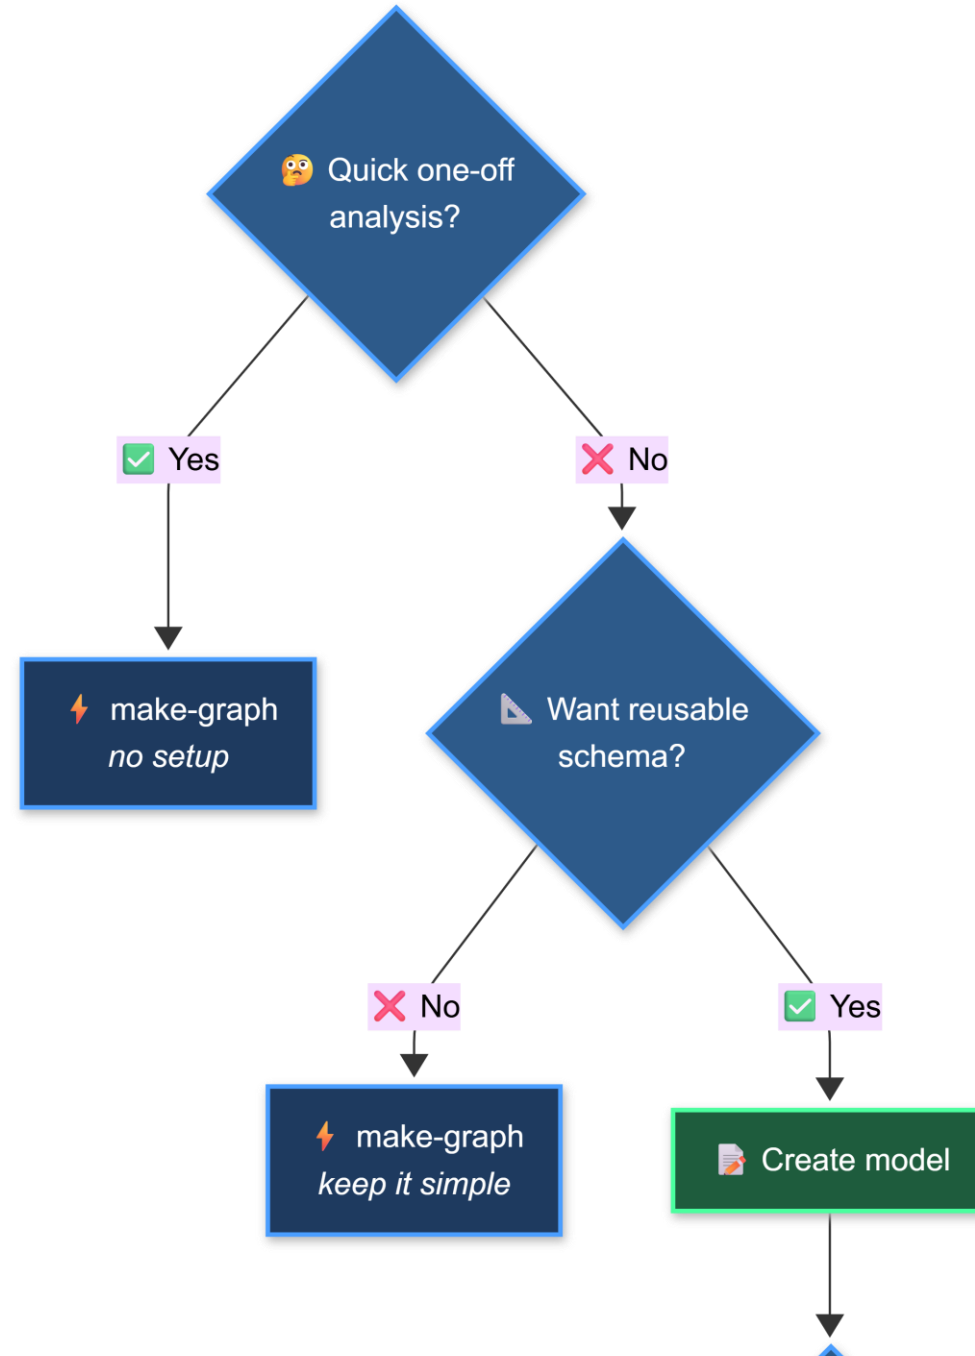 🤔 Quick one-off
analysis?
✅ Yes
❌ No
⚡ make-graph
no setup
📐 Want reusable
schema?
❌ No
✅ Yes
⚡ make-graph
keep it simple
📝 Create model